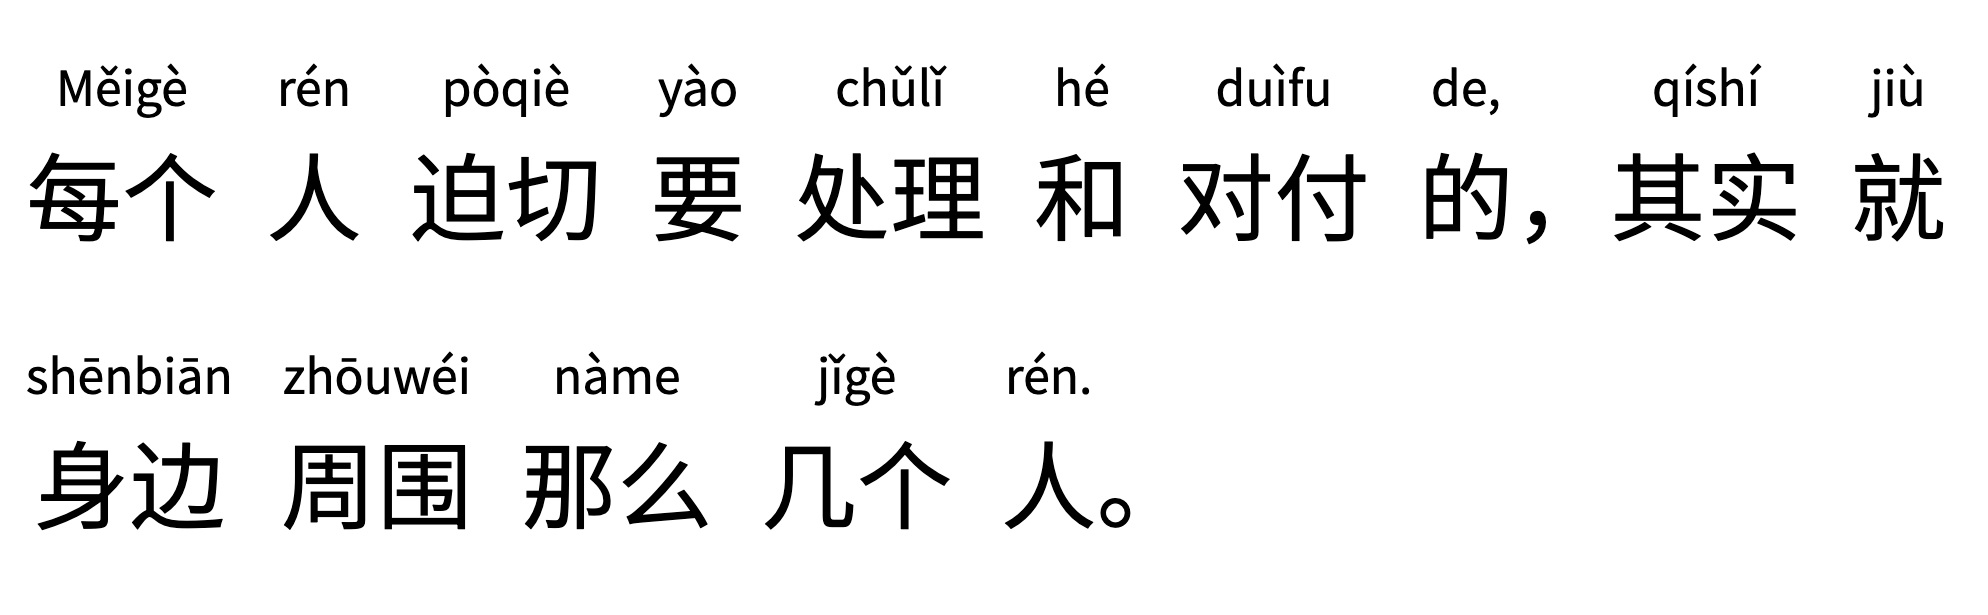 Měigè rén pòqiè yào chǔlǐ hé duìfu de, qíshí jiù
每个 人 迫切 要 处理 和 对付 的，其实 就
shēnbiān zhōuwéi nàme jǐgè rén.
身边 周围 那么 几个 人。